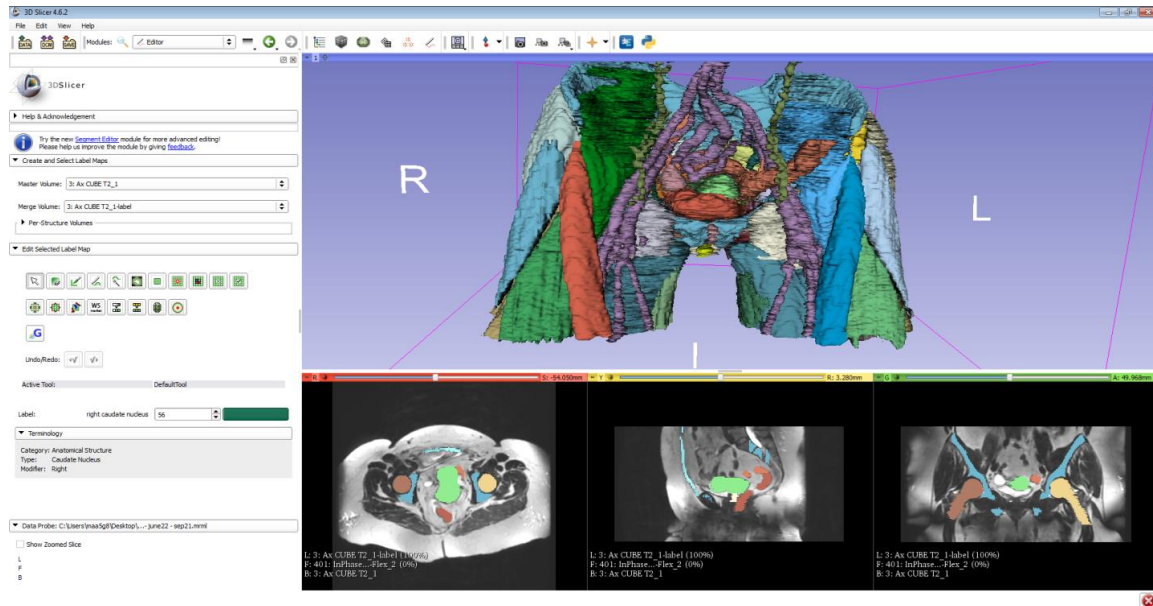 3D Slicer 4.6.2
File Edit View Help
DATA DCM SAVE Modules: Editor
3DSlicer
Help & Acknowledgement
Try the new Segment Editor module for more advanced editing!
Please help us improve the module by giving feedback.
Create and Select Label Maps
Master Volume: 3: Ax CUBE T2_1
Merge Volume: 3: Ax CUBE T2_1-label
Per-Structure Volumes
Edit Selected Label Map
WS
G
Undo/Redo:
Active Tool: DefaultTool
Label: right caudate nucleus 56
Terminology
Category: Anatomical Structure
Type: Caudate Nucleus
Modifier: Right
Data Probe: C:\Users\maa5g8\Desktop\...-june22 - sep21.mrml
Show Zoomed Slice
L
F
B
1
R
L
I
R S: -54.050mm
Y R: 3.280mm
G A: 49.968mm
L: 3: Ax CUBE T2_1-label (100%)
F: 401: InPhase...-Flex_2 (0%)
B: 3: Ax CUBE T2_1
L: 3: Ax CUBE T2_1-label (100%)
F: 401: InPhase...-Flex_2 (0%)
B: 3: Ax CUBE T2_1
L: 3: Ax CUBE T2_1-label (100%)
F: 401: InPhase...-Flex_2 (0%)
B: 3: Ax CUBE T2_1